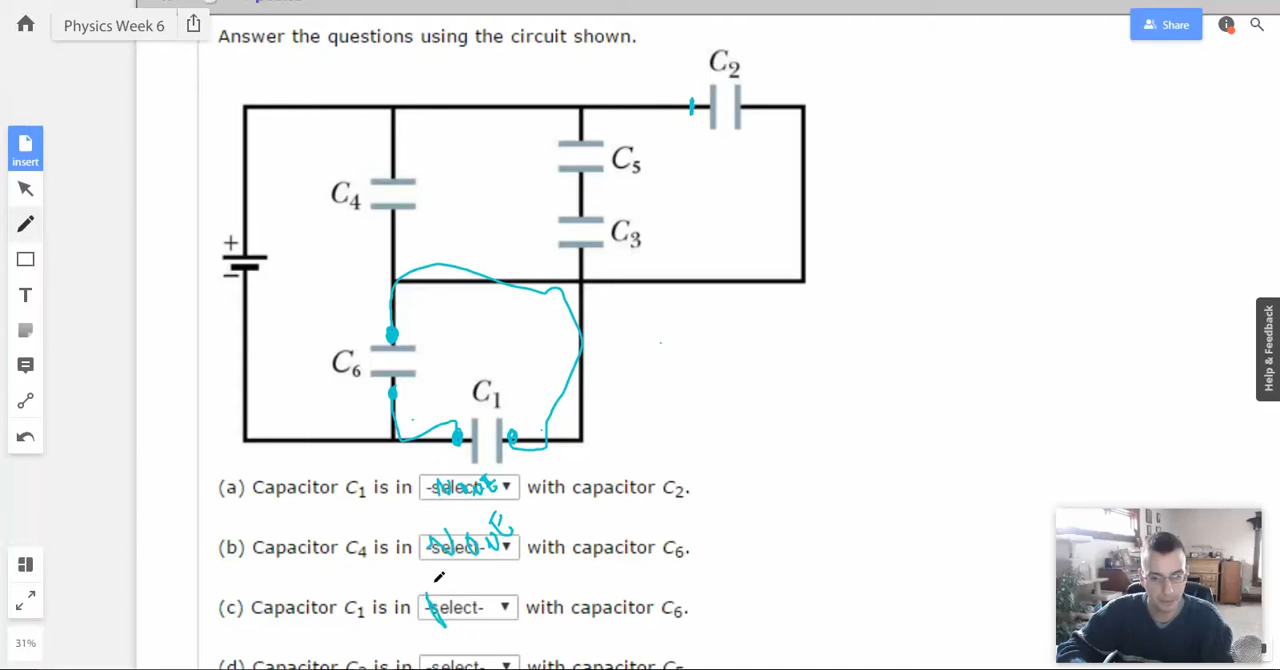 Physics Week 6
Share
Answer the questions using the circuit shown.
C2
C5
C4
C3
+
−
C6
C1
insert
T
Help & Feedback
(a) Capacitor C1 is in -select- with capacitor C2.
NONE
(b) Capacitor C4 is in -select- with capacitor C6.
NONE
(c) Capacitor C1 is in -select- with capacitor C6.
31%